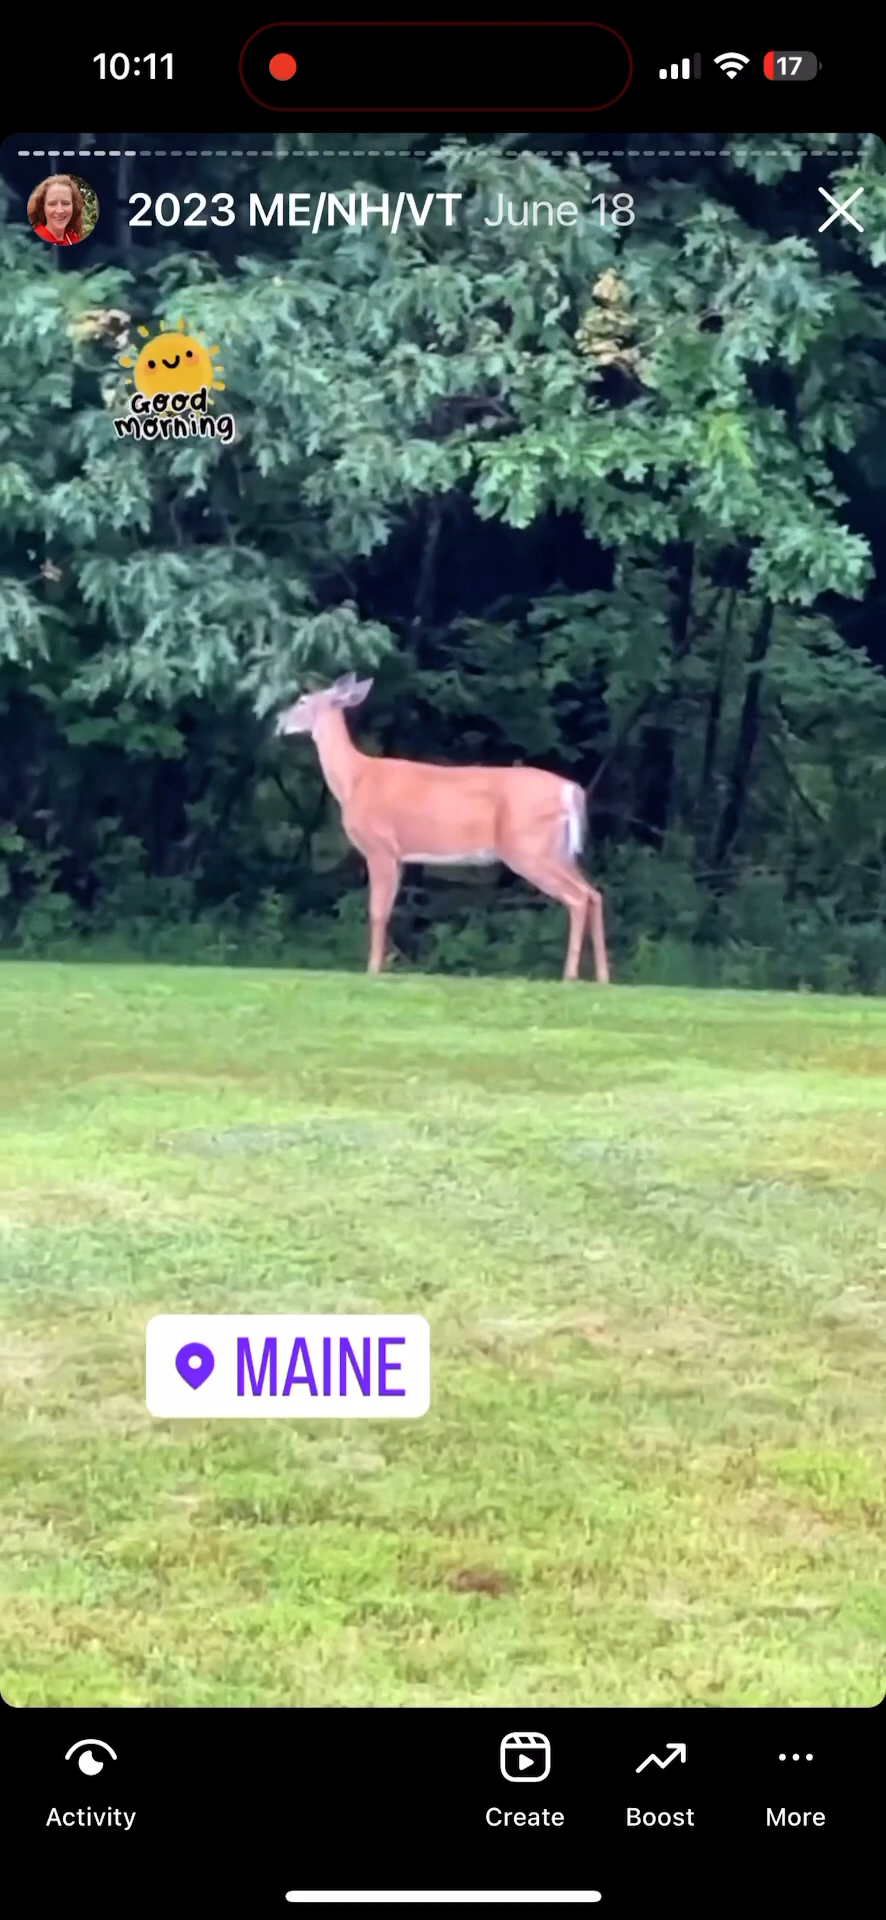 10:11
17
2023 ME/NH/VT June 18
Good
morning
MAINE
Activity
Create
Boost
More